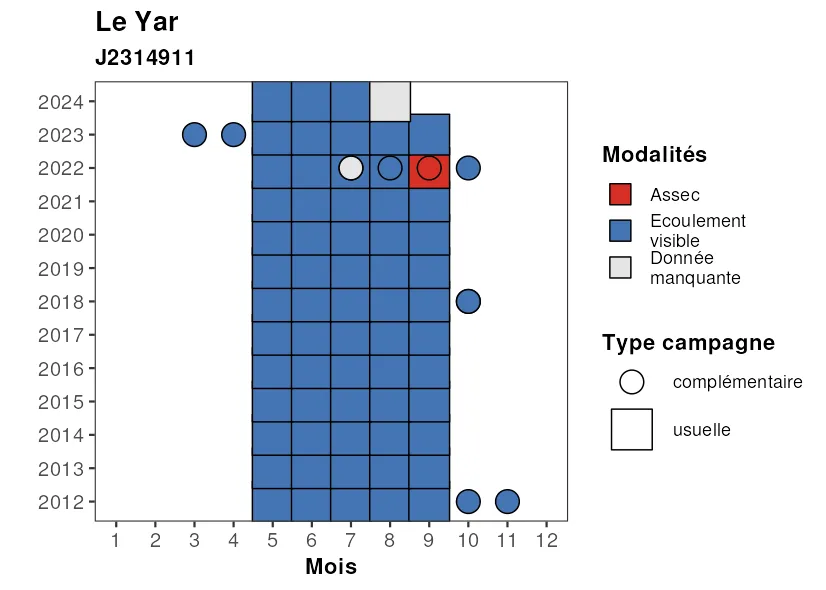 Le Yar
J2314911
2024
2023
2022
2021
2020
2019
2018
2017
2016
2015
2014
2013
2012
1 2 3 4 5 6 7 8 9 10 11 12
Mois
Modalités
Assec
Ecoulement
visible
Donnée
manquante
Type campagne
complémentaire
usuelle